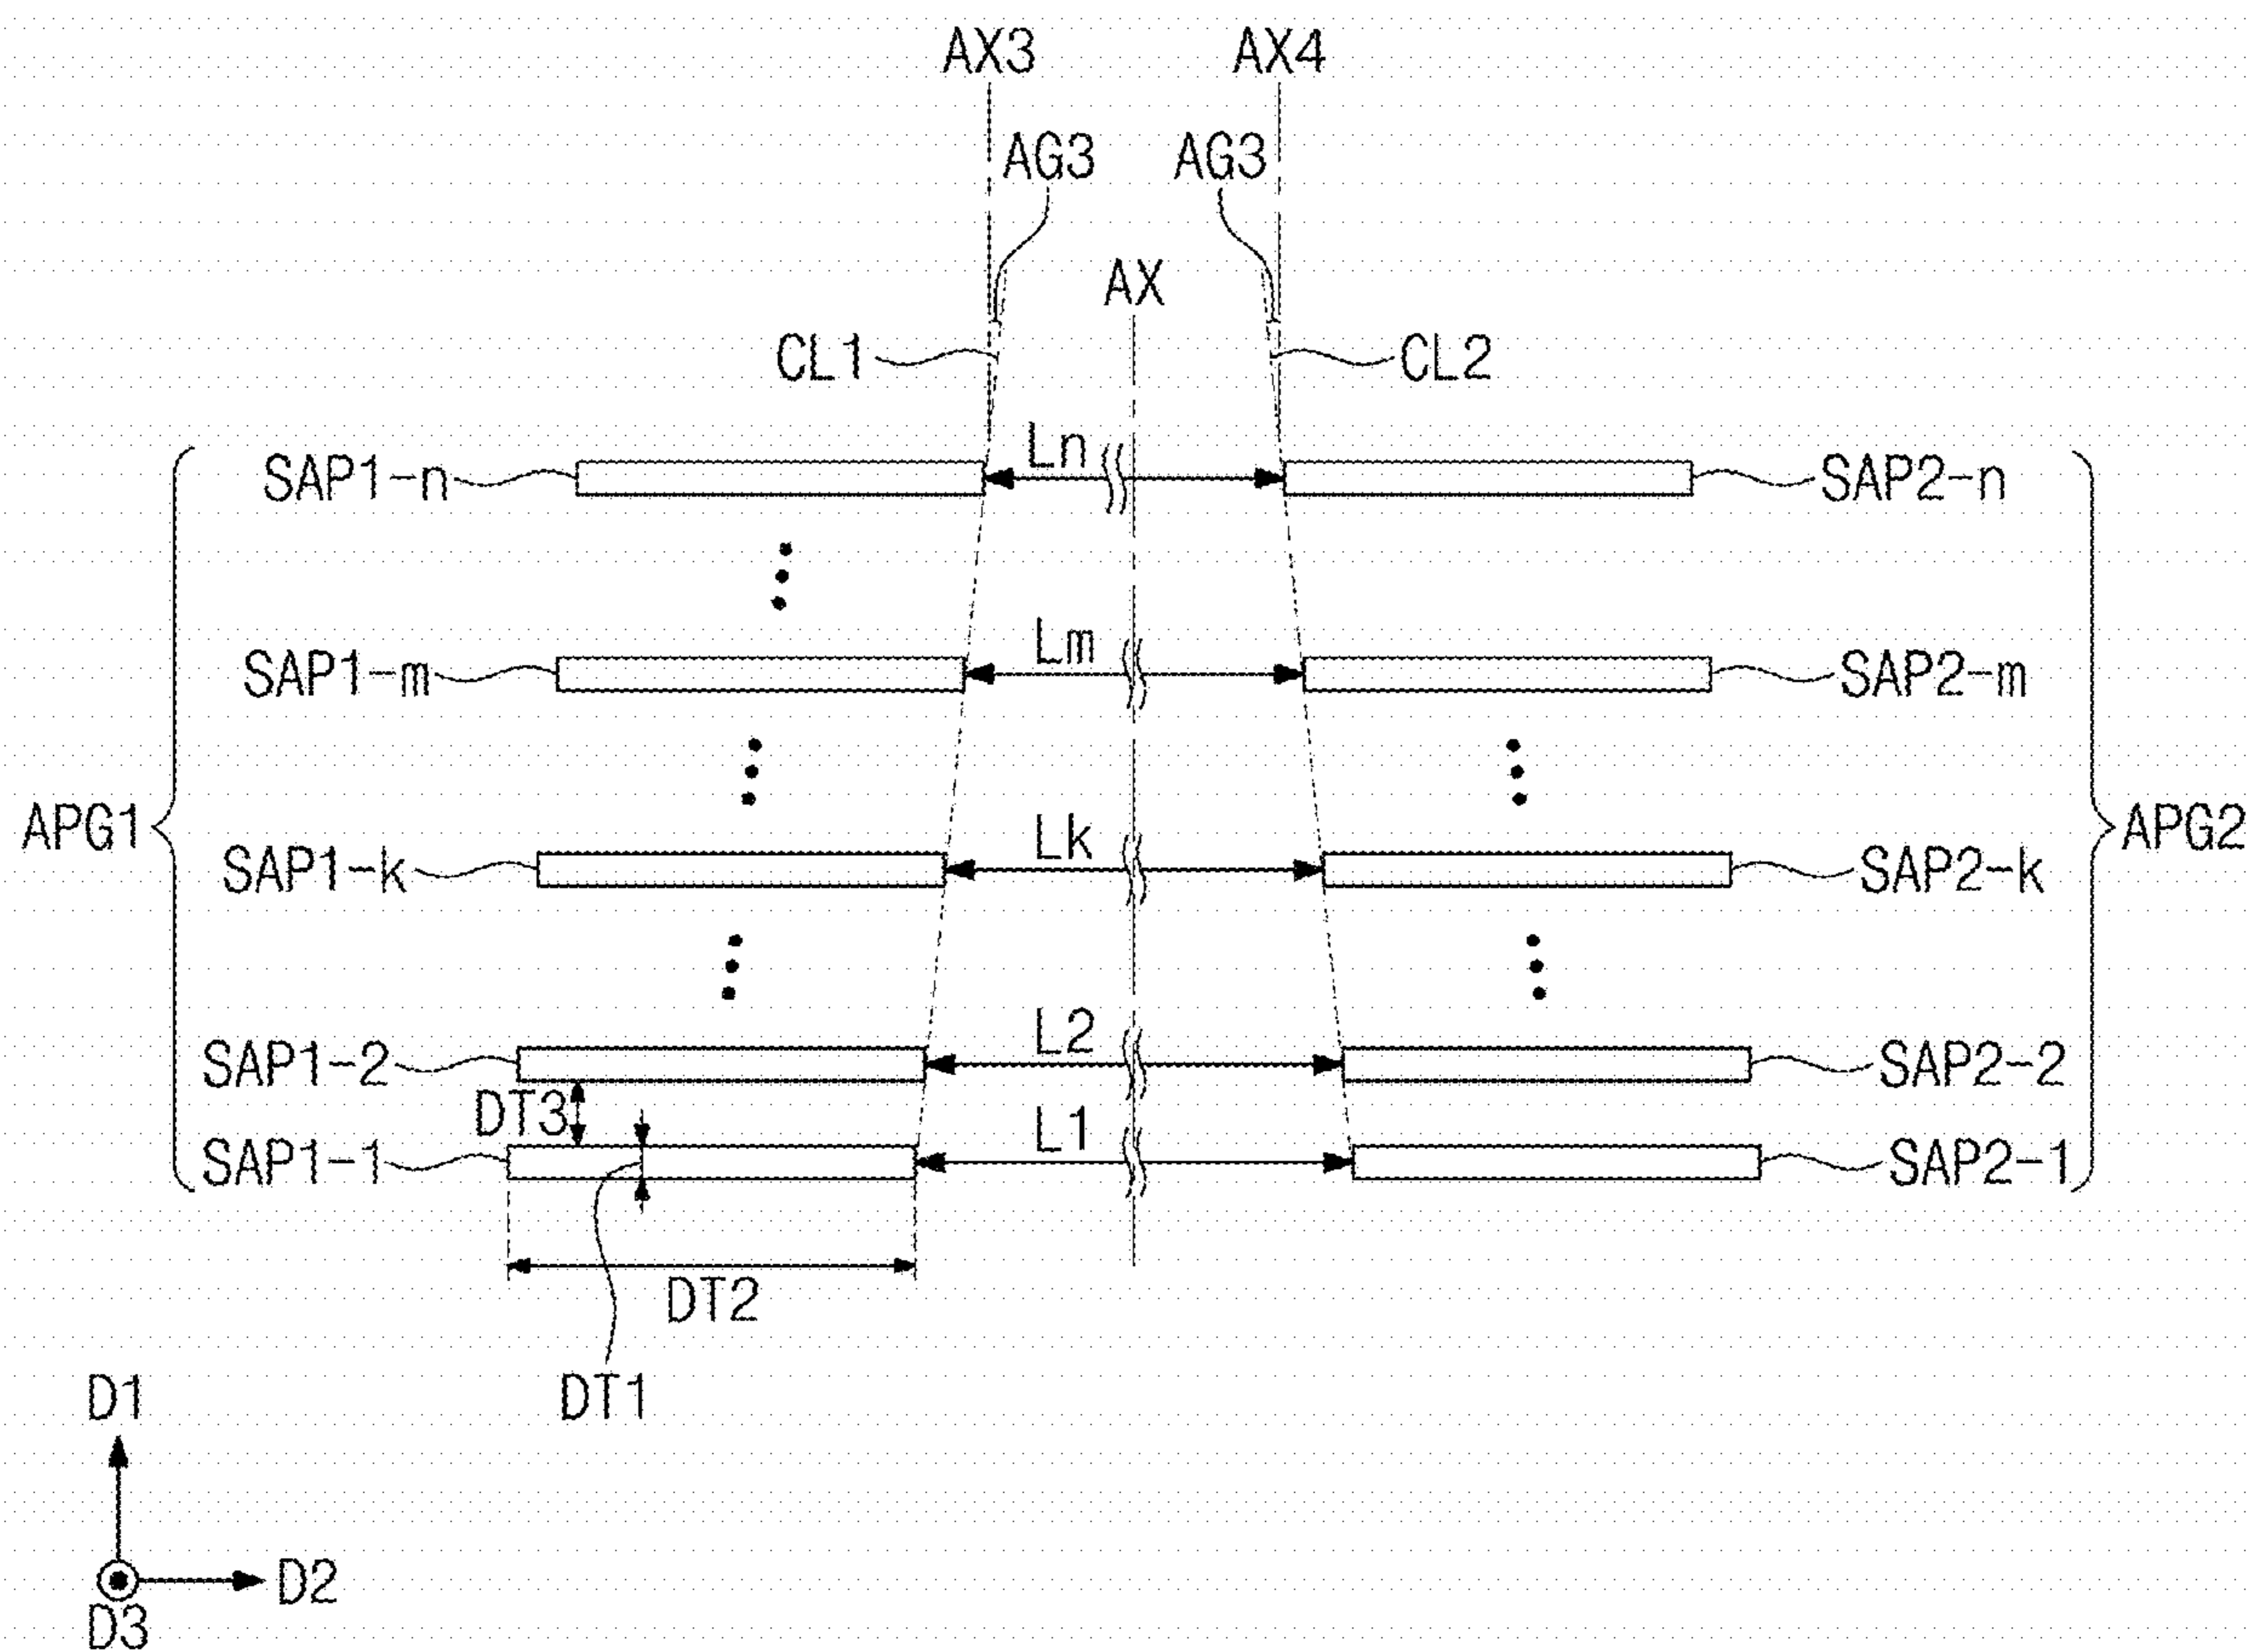 AX3 AX4
AG3 AG3
AX
CL1 CL2
Ln
SAP1-n SAP2-n
Lm
SAP1-m SAP2-m
APG1 APG2
Lk
SAP1-k SAP2-k
L2
SAP1-2 SAP2-2
DT3
L1
SAP1-1 SAP2-1
DT2
DT1
D1
D2
D3